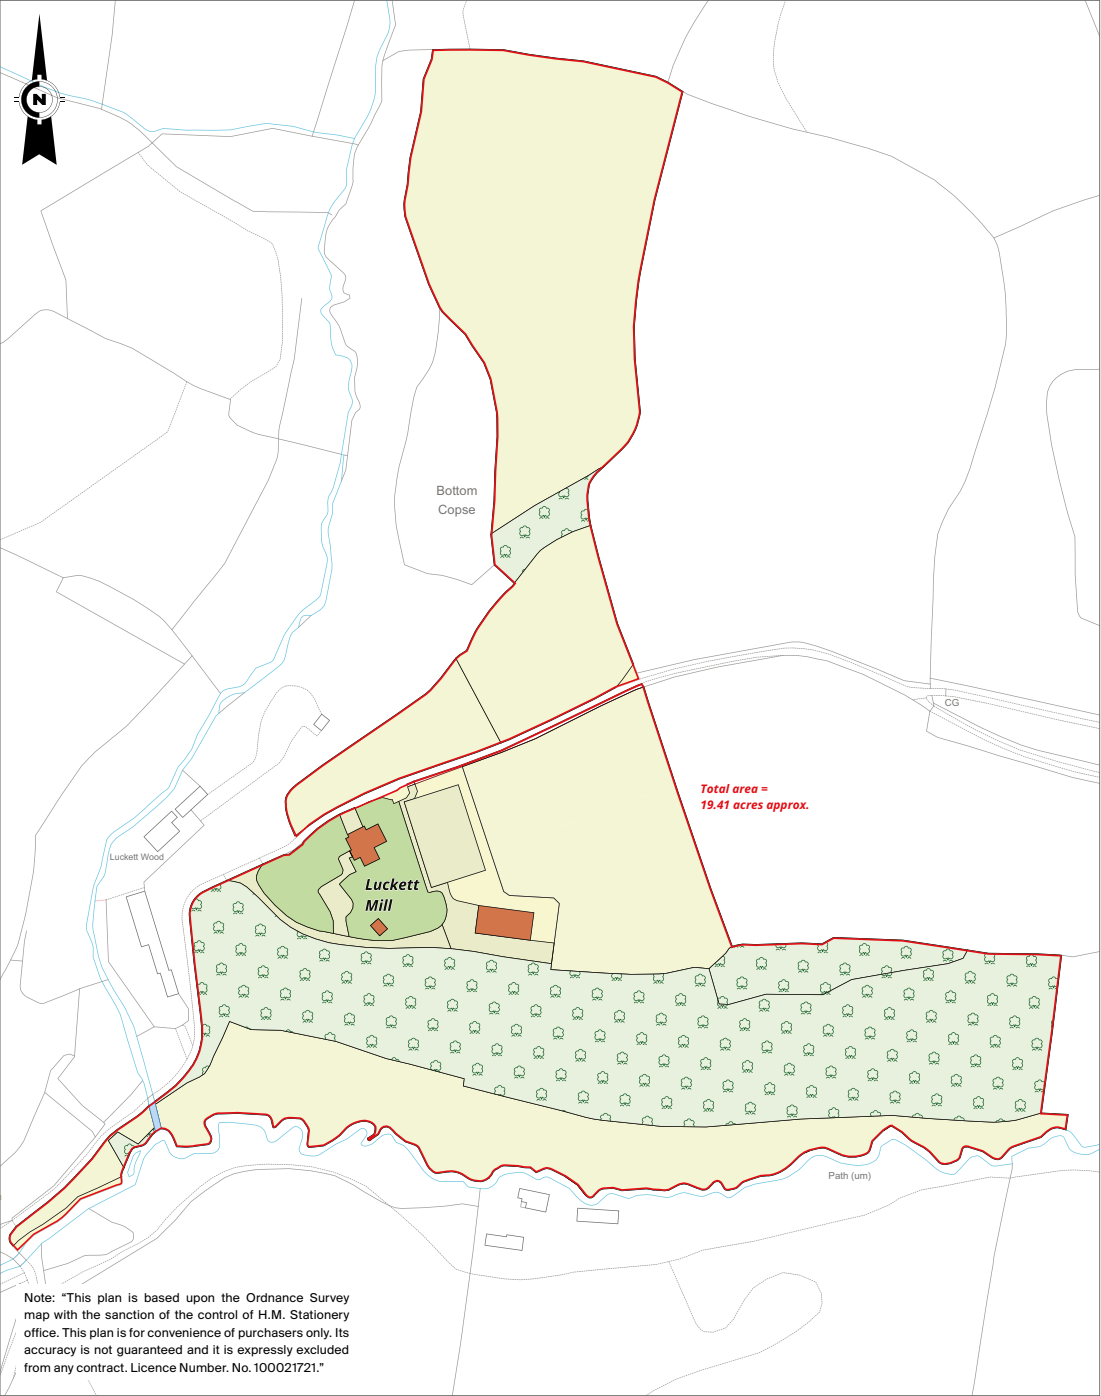 N
Bottom
Copse
CG
Total area =
19.41 acres approx.
Luckett Wood
Luckett
Mill
Path (um)
Note: “This plan is based upon the Ordnance Survey
map with the sanction of the control of H.M. Stationery
office. This plan is for convenience of purchasers only. Its
accuracy is not guaranteed and it is expressly excluded
from any contract. Licence Number. No. 100021721.”